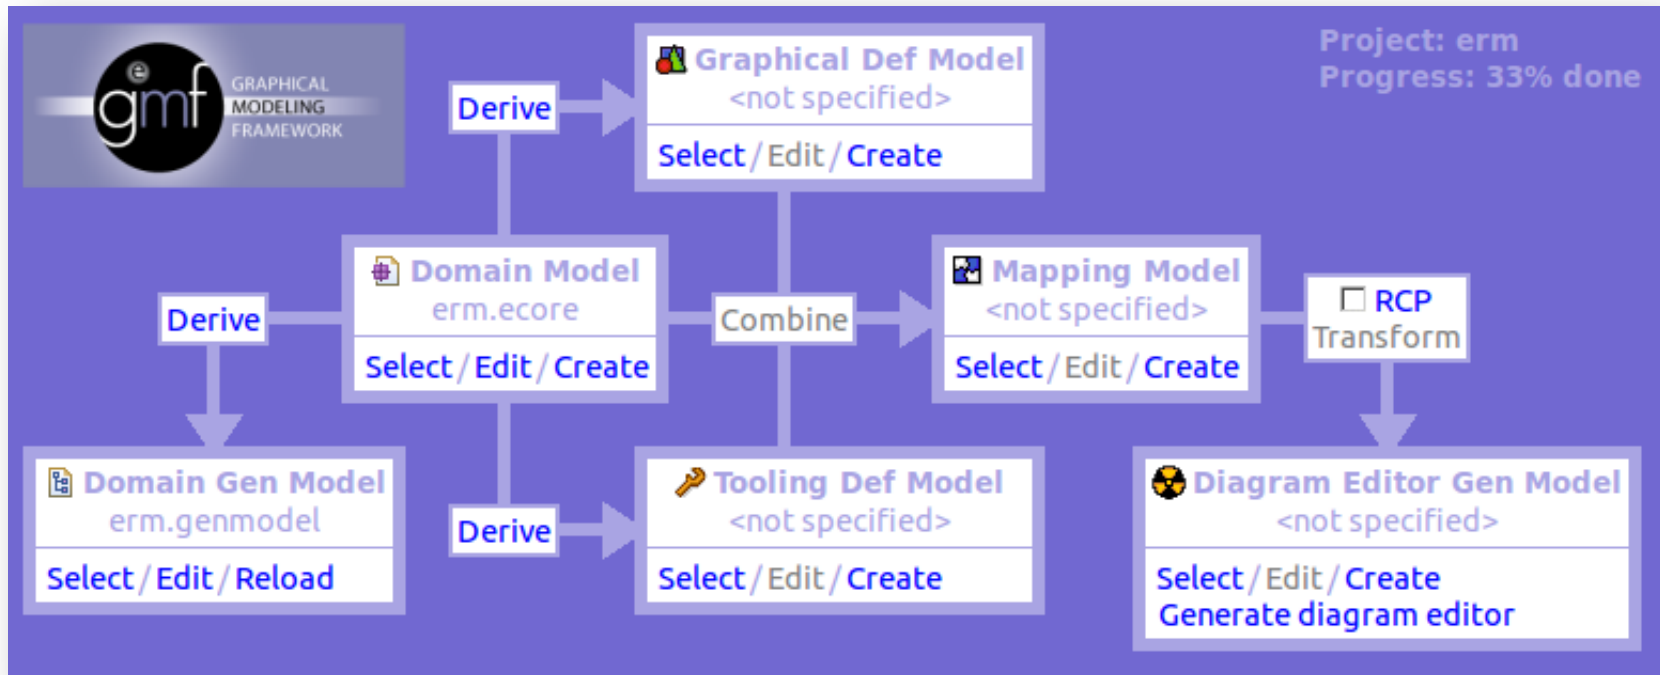 e
gmf
GRAPHICAL
MODELING
FRAMEWORK
Project: erm
Progress: 33% done
Graphical Def Model
<not specified>
Select/Edit/Create
Derive
Domain Model
erm.ecore
Select/Edit/Create
Derive
Combine
Mapping Model
<not specified>
Select/Edit/Create
RCP
Transform
Domain Gen Model
erm.genmodel
Select/Edit/Reload
Derive
Tooling Def Model
<not specified>
Select/Edit/Create
Diagram Editor Gen Model
<not specified>
Select/Edit/Create
Generate diagram editor